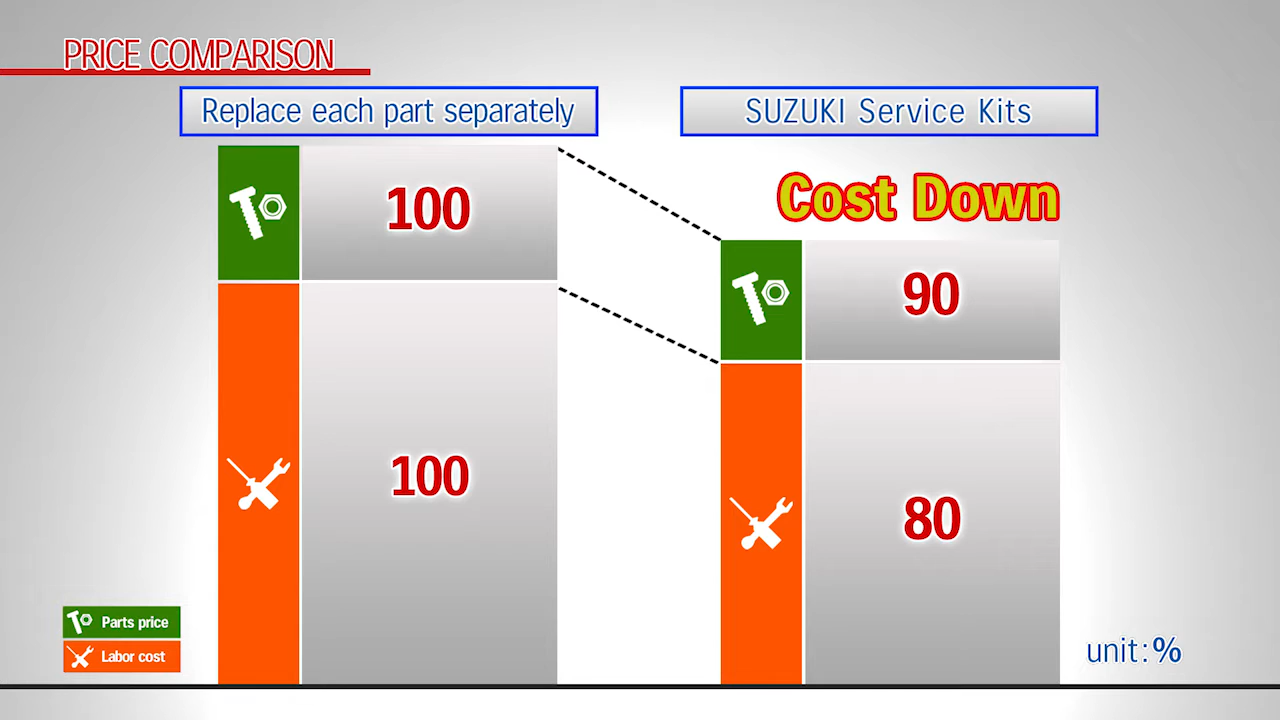 PRICE COMPARISON
Replace each part separately
SUZUKI Service Kits
Cost Down
100
90
100
80
Parts price
Labor cost
unit:%